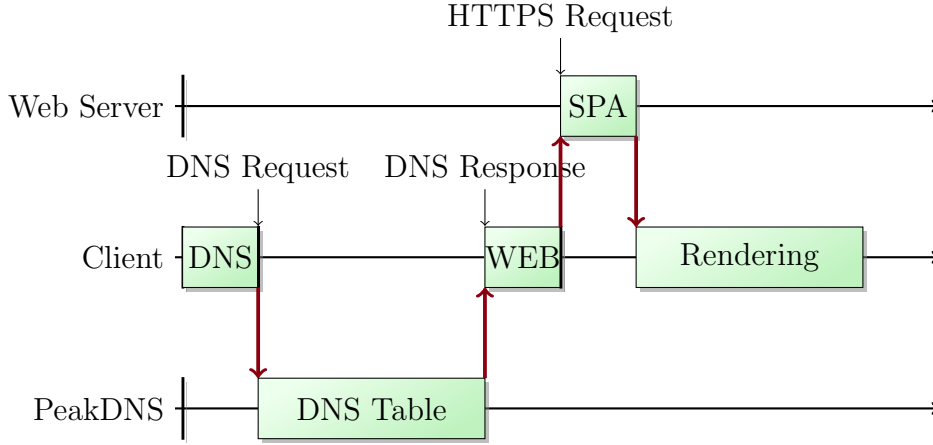 HTTPS Request
Web Server
SPA
DNS Request
DNS Response
Client
DNS
WEB
Rendering
PeakDNS
DNS Table